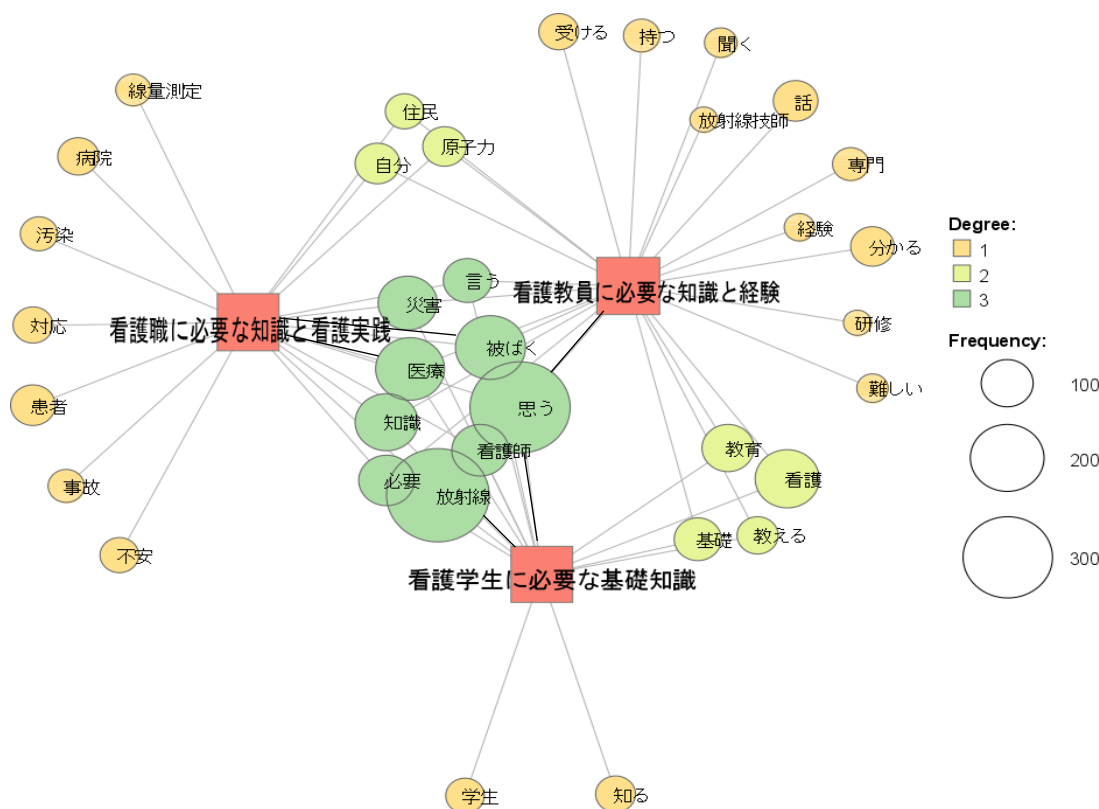 受ける
持つ
聞く
線量測定
話
住民
放射線技師
原子力
病院
自分
専門
経験
汚染
分かる
Degree:
1
2
3
言う
災害
看護教員に必要な知識と経験
対応
看護職に必要な知識と看護実践
研修
被ばく
Frequency:
医療
100
難しい
患者
思う
知識
看護師
教育
200
必要
看護
事故
放射線
基礎
教える
不安
300
看護学生に必要な基礎知識
学生
知る